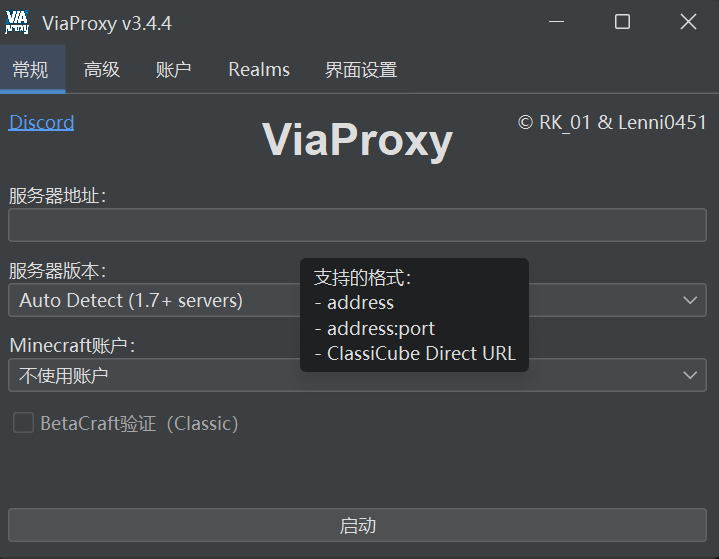 VIA
proxy
ViaProxy v3.4.4
常规 高级 账户 Realms 界面设置
Discord
ViaProxy
© RK_01 & Lenni0451
服务器地址：
服务器版本：
Auto Detect (1.7+ servers)
支持的格式：
- address
- address:port
- ClassiCube Direct URL
Minecraft账户：
不使用账户
BetaCraft验证（Classic）
启动